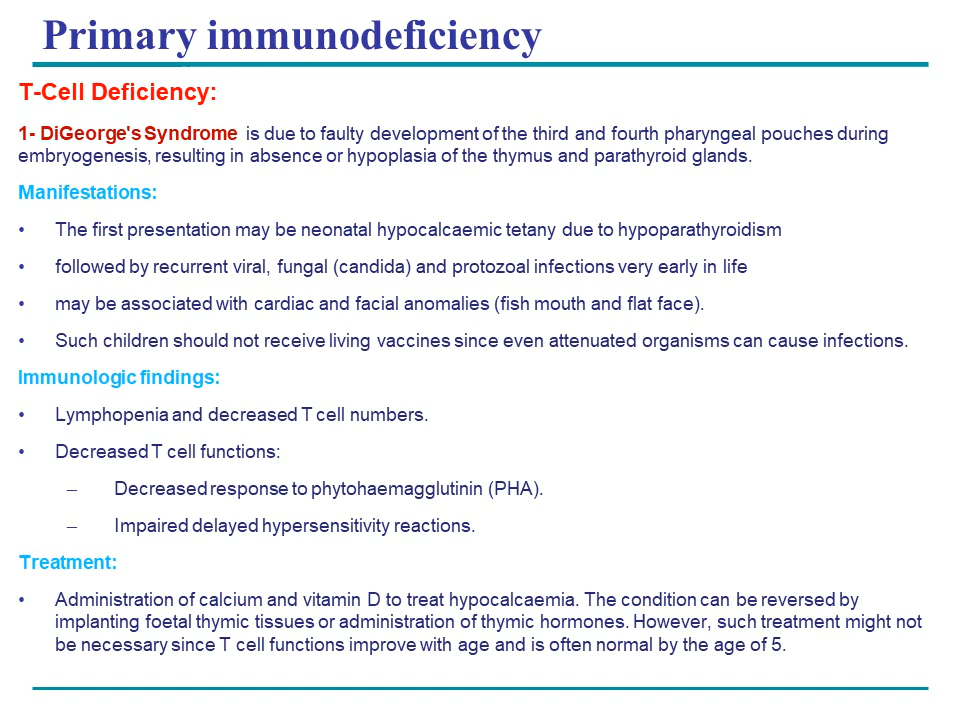 Primary immunodeficiency
T-Cell Deficiency:
1- DiGeorge's Syndrome is due to faulty development of the third and fourth pharyngeal pouches during
embryogenesis, resulting in absence or hypoplasia of the thymus and parathyroid glands.
Manifestations:
• The first presentation may be neonatal hypocalcaemic tetany due to hypoparathyroidism
• followed by recurrent viral, fungal (candida) and protozoal infections very early in life
• may be associated with cardiac and facial anomalies (fish mouth and flat face).
• Such children should not receive living vaccines since even attenuated organisms can cause infections.
Immunologic findings:
• Lymphopenia and decreased T cell numbers.
• Decreased T cell functions:
– Decreased response to phytohaemagglutinin (PHA).
– Impaired delayed hypersensitivity reactions.
Treatment:
• Administration of calcium and vitamin D to treat hypocalcaemia. The condition can be reversed by
implanting foetal thymic tissues or administration of thymic hormones. However, such treatment might not
be necessary since T cell functions improve with age and is often normal by the age of 5.